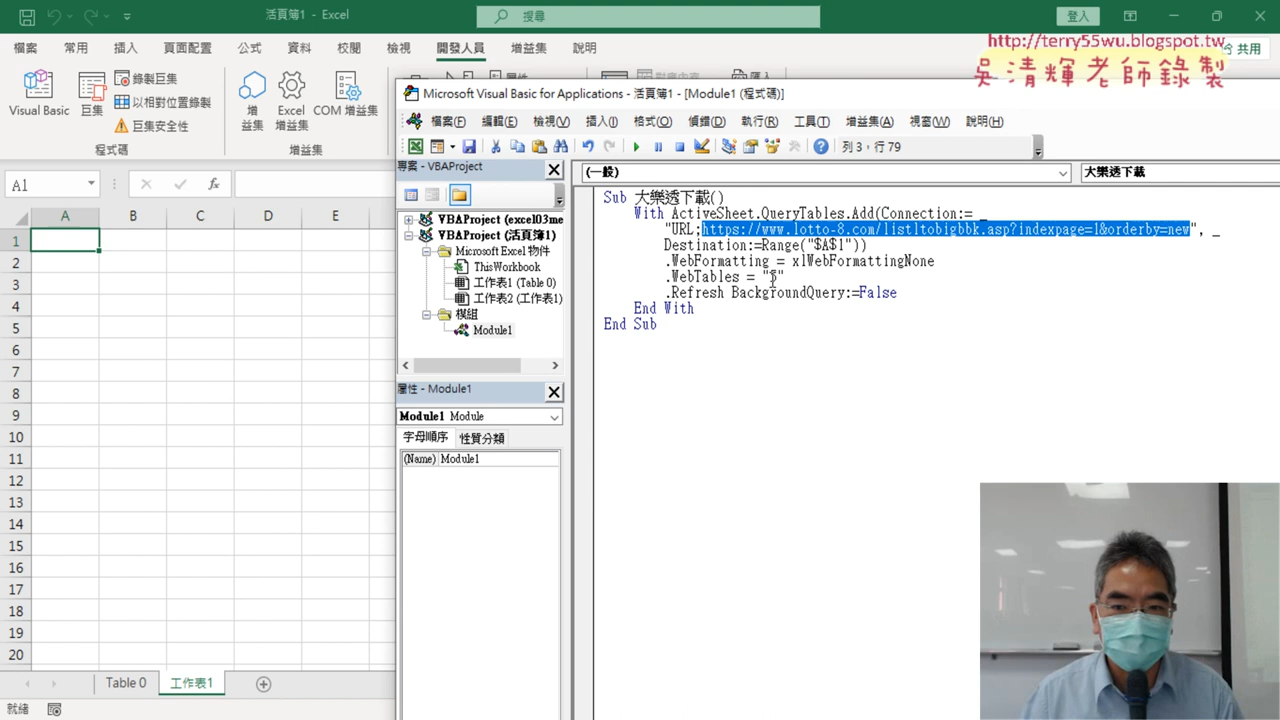 活頁簿1 - Excel
搜尋
登入
http://terry55wu.blogspot.tw
吳清輝老師錄製
檔案 常用 插入 頁面配置 公式 資料 校閱 檢視 開發人員 增益集 說明
共用
Visual Basic
巨集
錄製巨集
以相對位置錄製
巨集安全性
程式碼
增益集
Excel 增益集
COM 增益集
增益集
Microsoft Visual Basic for Applications - 活頁簿1 - [Module1 (程式碼)]
檔案(F) 編輯(E) 檢視(V) 插入(I) 格式(O) 偵錯(D) 執行(R) 工具(T) 增益集(A) 視窗(W) 說明(H)
列 3，行 79
A1
fx
A B C D E
1
2
3
4
5
6
7
8
9
10
11
12
13
14
15
16
17
18
19
20
專案 - VBAProject
VBAProject (excel03me
VBAProject (活頁簿1)
Microsoft Excel 物件
ThisWorkbook
工作表1 (Table 0)
工作表2 (工作表1)
模組
Module1
屬性 - Module1
Module1 Module
字母順序 性質分類
(Name) Module1
(一般)
大樂透下載
Sub 大樂透下載()
With ActiveSheet.QueryTables.Add(Connection:= _
"URL;https://www.lotto-8.com/listltobigbbk.asp?indexpage=1&orderby=new", _
Destination:=Range("$A$1"))
.WebFormatting = xlWebFormattingNone
.WebTables = "$"
.Refresh BackgroundQuery:=False
End With
End Sub
Table 0 工作表1
就緒